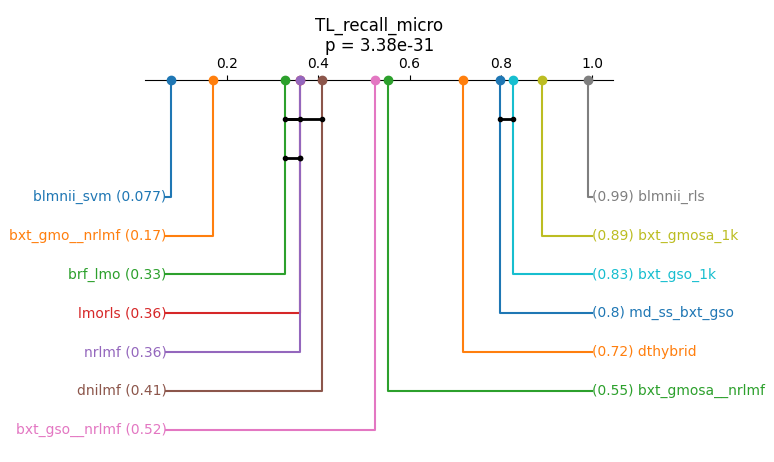 TL_recall_micro
p = 3.38e-31
0.2 0.4 0.6 0.8 1.0
blmnii_svm (0.077) (0.99) blmnii_rls
bxt_gmo__nrlmf (0.17) (0.89) bxt_gmosa_1k
brf_lmo (0.33) (0.83) bxt_gso_1k
lmorls (0.36) (0.8) md_ss_bxt_gso
nrlmf (0.36) (0.72) dthybrid
dnilmf (0.41) (0.55) bxt_gmosa__nrlmf
bxt_gso__nrlmf (0.52)